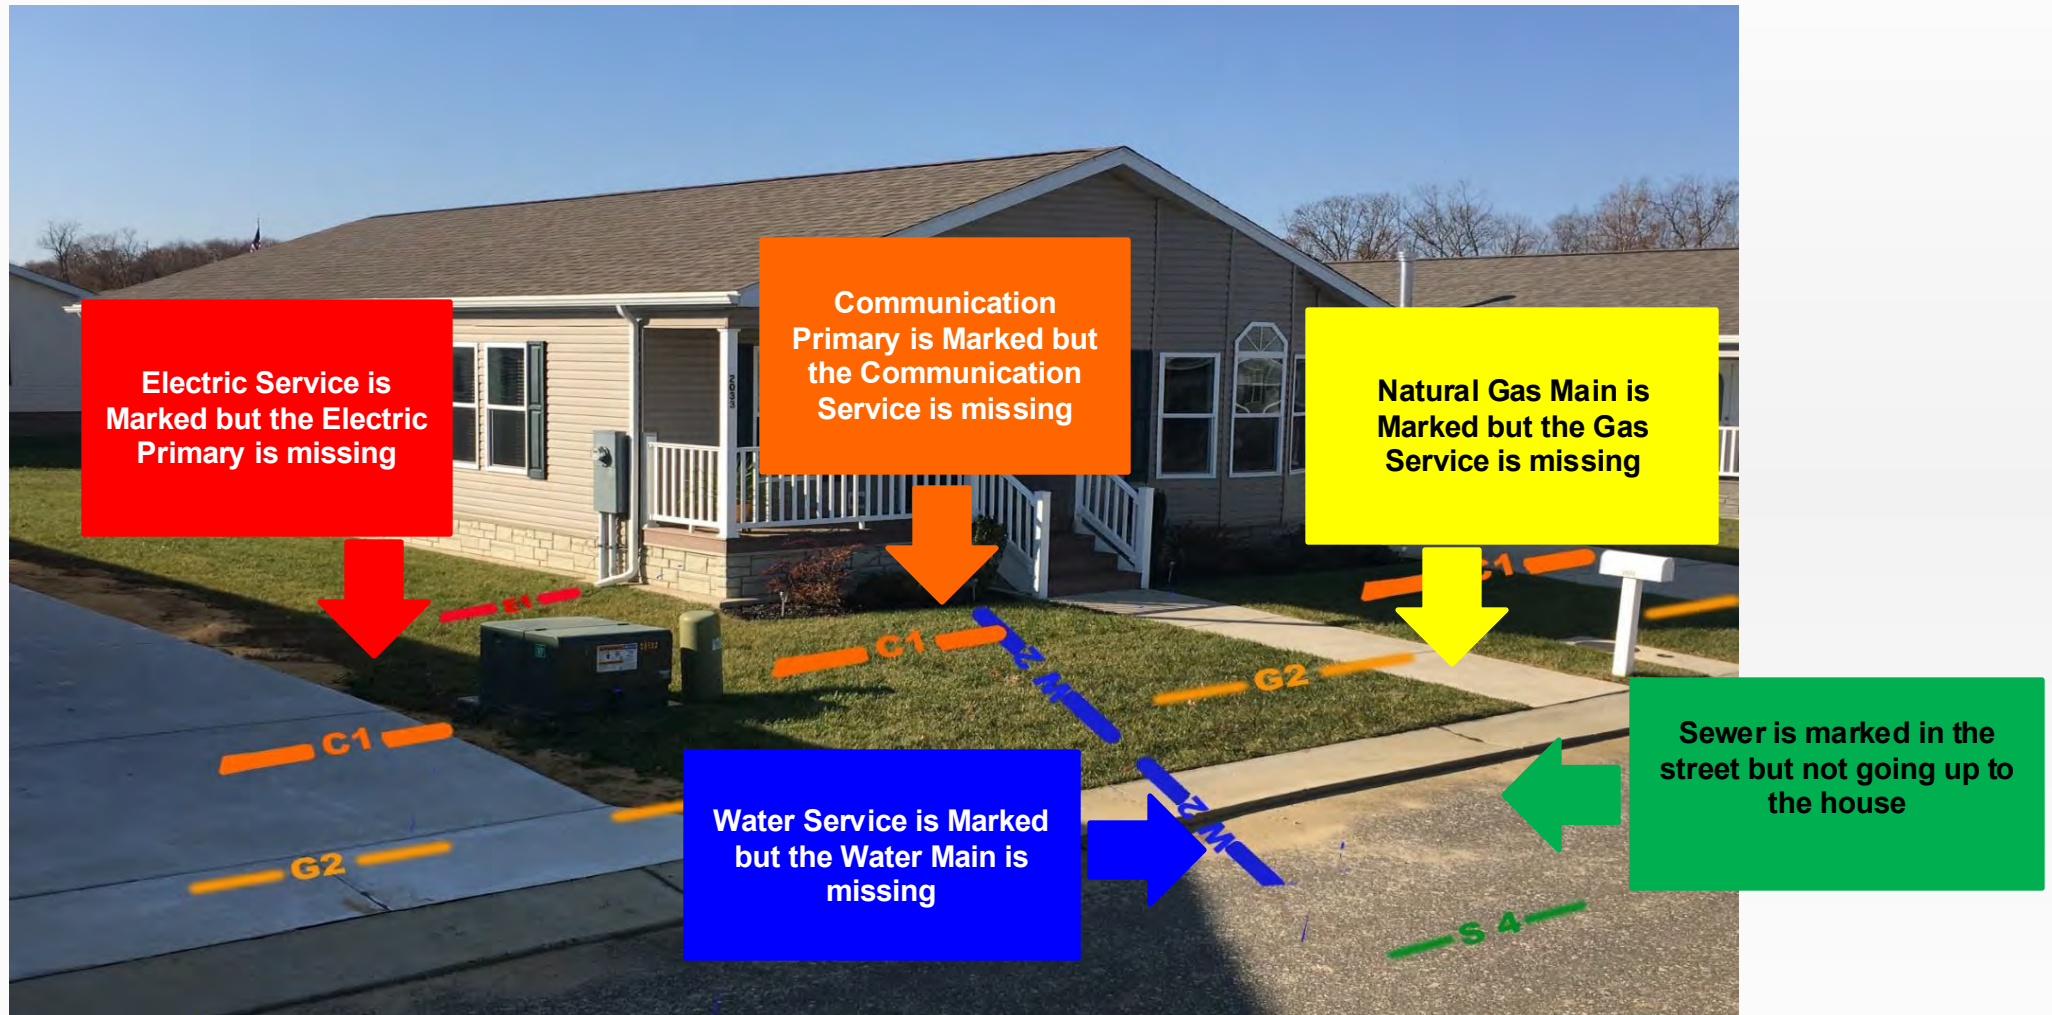 Communication
Primary is Marked but
the Communication
Service is missing
Electric Service is
Marked but the Electric
Primary is missing
Natural Gas Main is
Marked but the Gas
Service is missing
2033
E1
C1
C1
C1
G2
W 2
Sewer is marked in the
street but not going up to
the house
Water Service is Marked
but the Water Main is
missing
W 2
G2
S 4